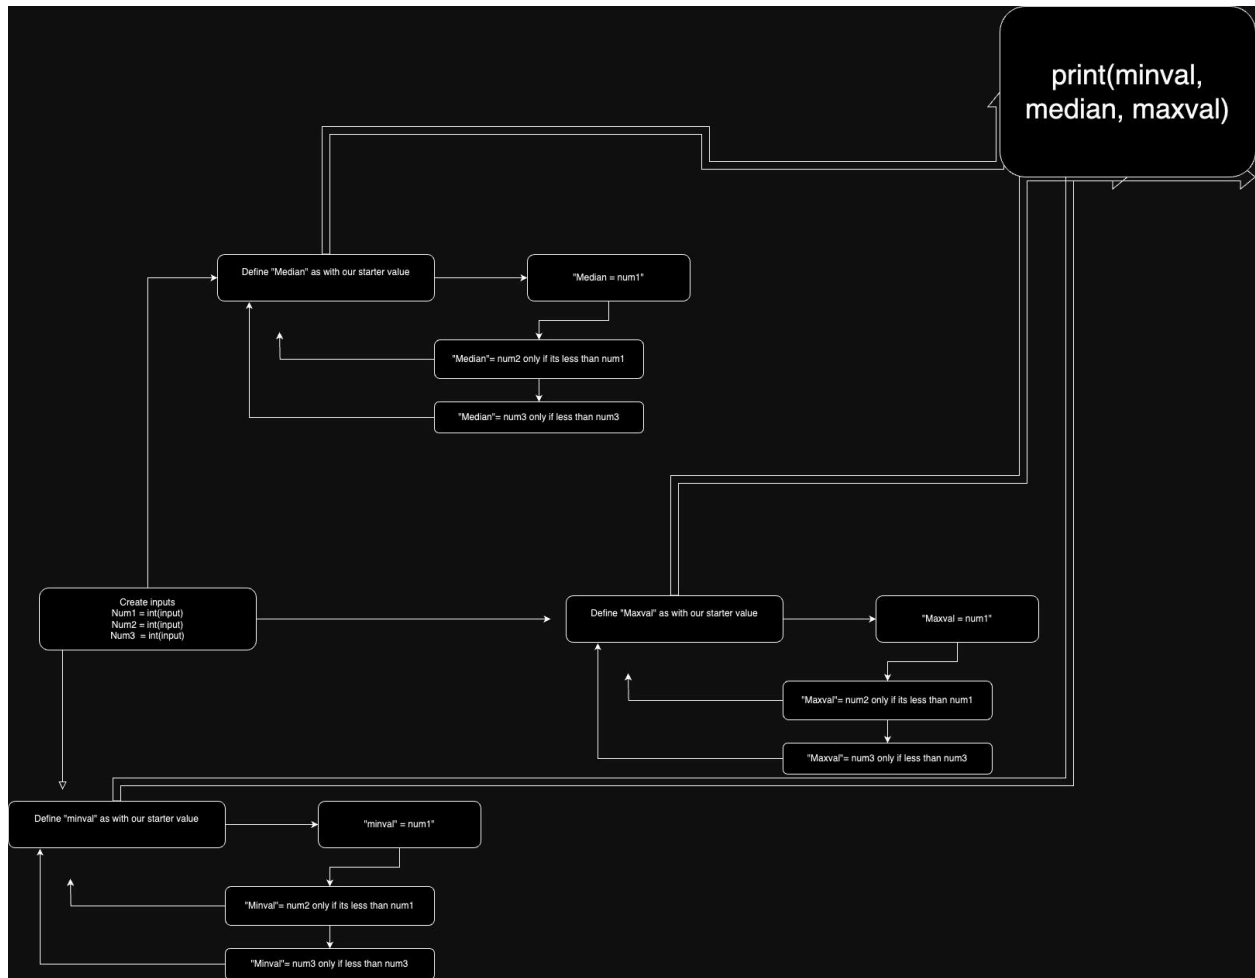 print(minval,
median, maxval)
Define "Median" as with our starter value
"Median = num1"
"Median"= num2 only if its less than num1
"Median"= num3 only if less than num3
Create inputs
Num1 = int(input)
Num2 = int(input)
Num3 = int(input)
Define "Maxval" as with our starter value
"Maxval = num1"
"Maxval"= num2 only if its less than num1
"Maxval"= num3 only if less than num3
Define "minval" as with our starter value
"minval" = num1"
"Minval"= num2 only if its less than num1
"Minval"= num3 only if less than num3